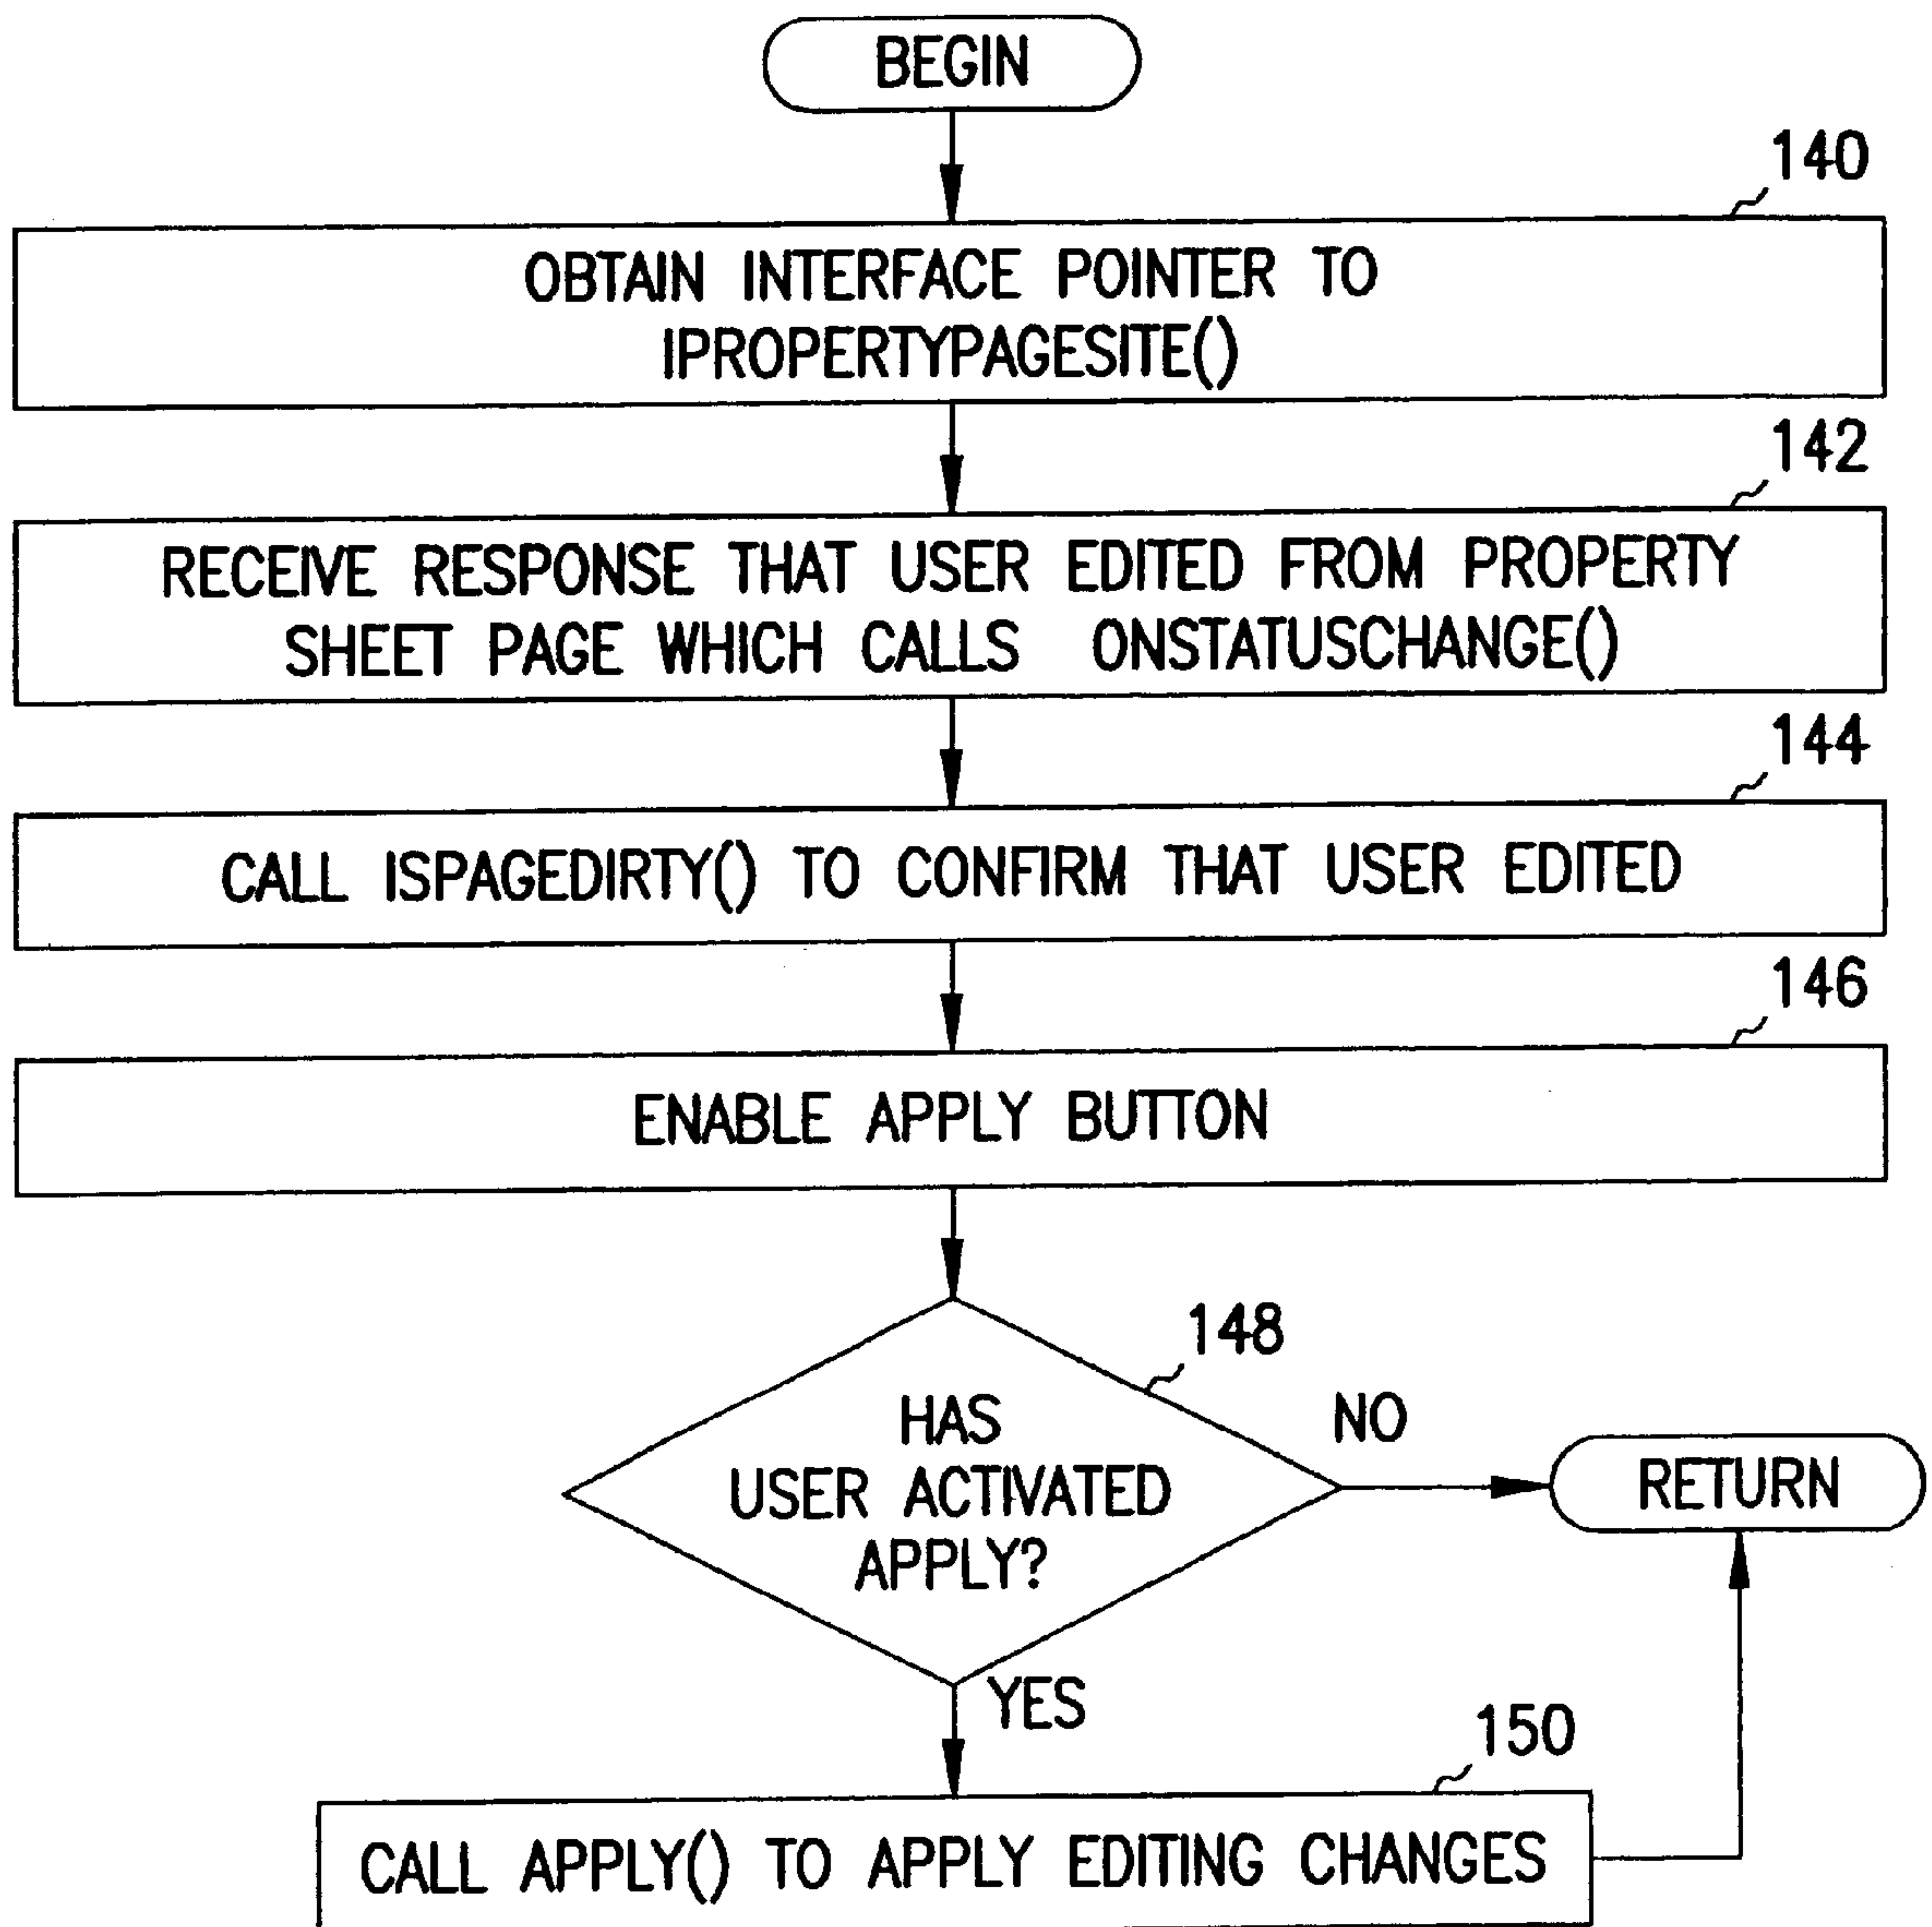 BEGIN
140
OBTAIN INTERFACE POINTER TO
IPROPERTYPAGESITE()
142
RECEIVE RESPONSE THAT USER EDITED FROM PROPERTY
SHEET PAGE WHICH CALLS ONSTATUSCHANGE()
144
CALL ISPAGEDIRTY() TO CONFIRM THAT USER EDITED
146
ENABLE APPLY BUTTON
148
HAS
USER ACTIVATED
APPLY?
NO
RETURN
YES
150
CALL APPLY() TO APPLY EDITING CHANGES